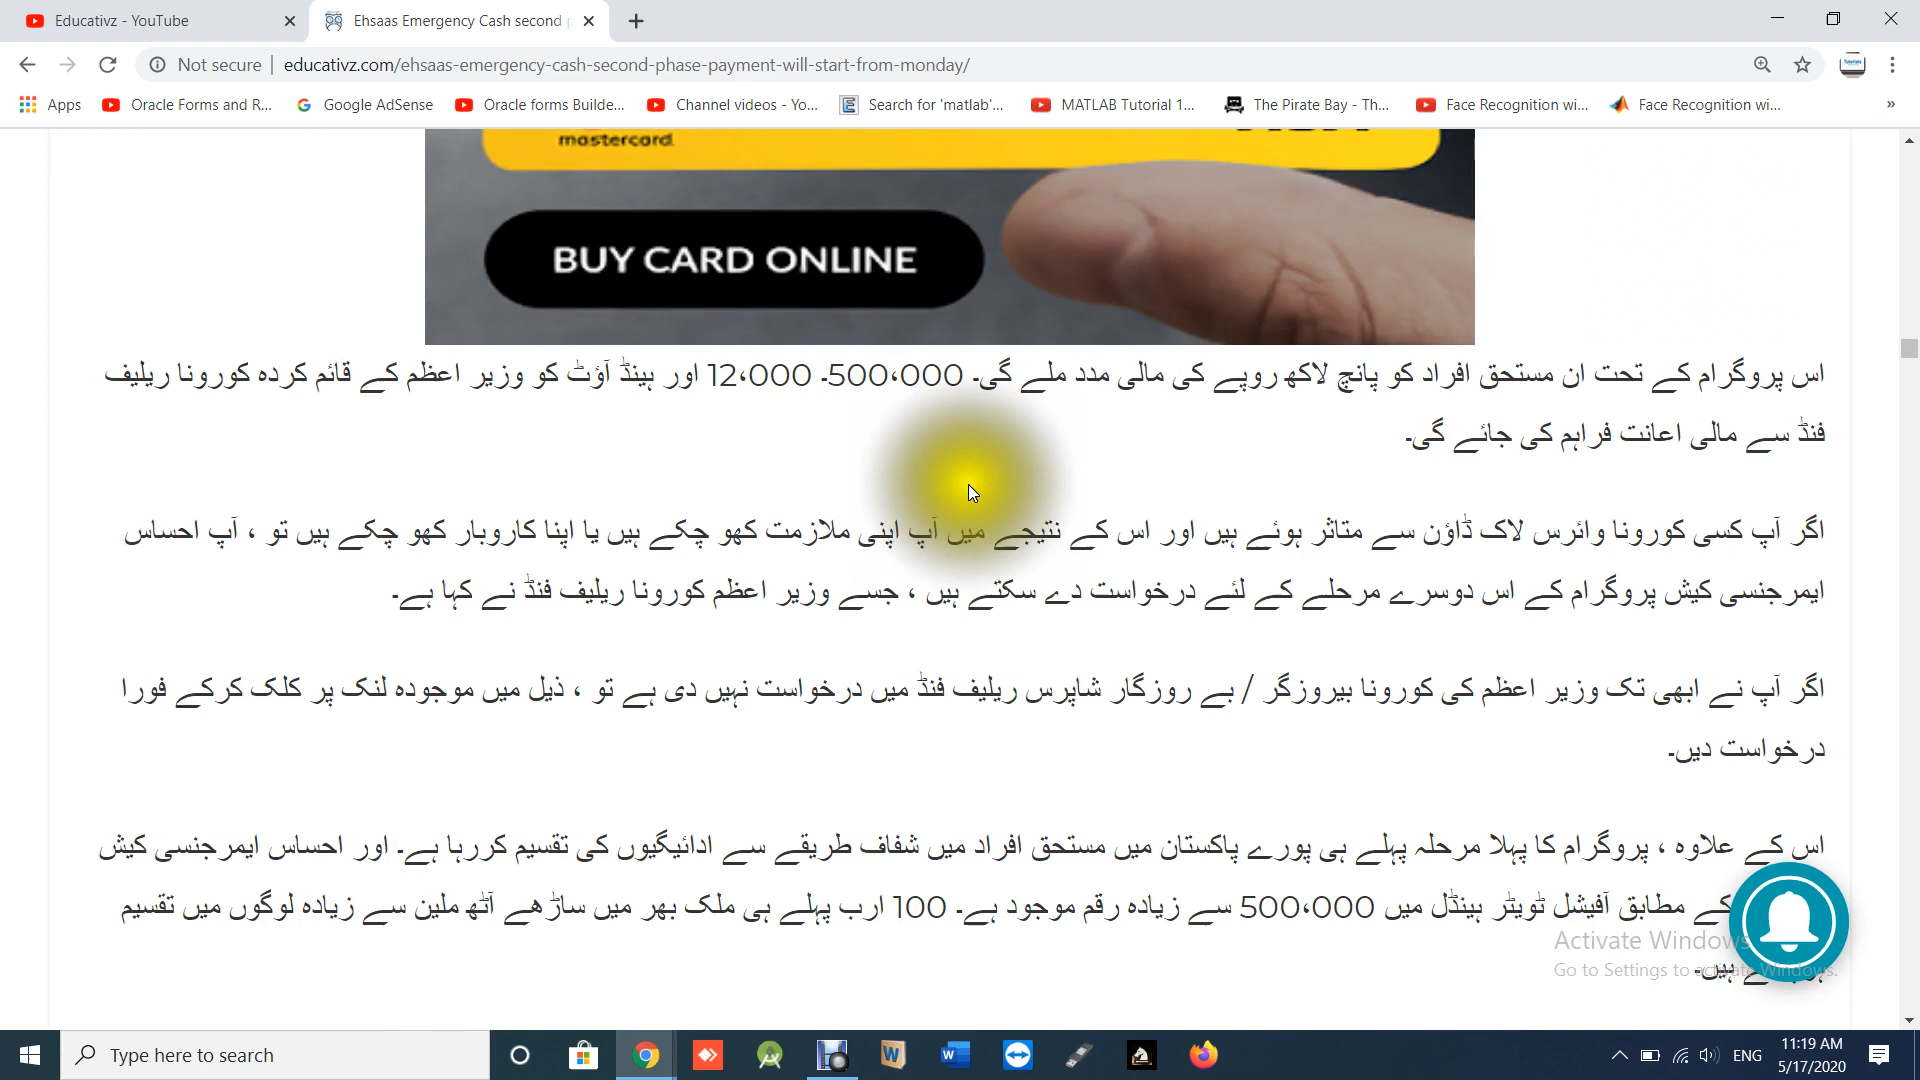 Educativz - YouTube
Ehsaas Emergency Cash second
Not secure
educativz.com/ehsaas-emergency-cash-second-phase-payment-will-start-from-monday/
Apps
Oracle Forms and R...
Google AdSense
Oracle forms Builde...
Channel videos - Yo...
Search for 'matlab'...
MATLAB Tutorial 1...
The Pirate Bay - Th...
Face Recognition wi...
Face Recognition wi...
mastercard
BUY CARD ONLINE
اس پروگرام کے تحت ان مستحق افراد کو پانچ لاکھ روپے کی مالی مدد ملے گی۔ 500،000۔ 12،000 اور ہینڈ آؤٹ کو وزیر اعظم کے قائم کردہ کورونا ریلیف
فنڈ سے مالی اعانت فراہم کی جائے گی۔
اگر آپ کسی کورونا وائرس لاک ڈاؤن سے متاثر ہوئے ہیں اور اس کے نتیجے میں آپ اپنی ملازمت کھو چکے ہیں یا اپنا کاروبار کھو چکے ہیں تو ، آپ احساس
ایمرجنسی کیش پروگرام کے اس دوسرے مرحلے کے لئے درخواست دے سکتے ہیں ، جسے وزیر اعظم کورونا ریلیف فنڈ نے کہا ہے۔
اگر آپ نے ابھی تک وزیر اعظم کی کورونا بیروزگر / بے روزگار شاپرس ریلیف فنڈ میں درخواست نہیں دی ہے تو ، ذیل میں موجودہ لنک پر کلک کرکے فورا
درخواست دیں۔
اس کے علاوہ ، پروگرام کا پہلا مرحلہ پہلے ہی پورے پاکستان میں مستحق افراد میں شفاف طریقے سے ادائیگیوں کی تقسیم کررہا ہے۔ اور احساس ایمرجنسی کیش
کے مطابق آفیشل ٹویٹر ہینڈل میں 500،000 سے زیادہ رقم موجود ہے۔ 100 ارب پہلے ہی ملک بھر میں ساڑھے آٹھ ملین سے زیادہ لوگوں میں تقسیم
ہیں۔
Activate Windows
Go to Settings to activate Windows.
Type here to search
ENG
11:19 AM
5/17/2020